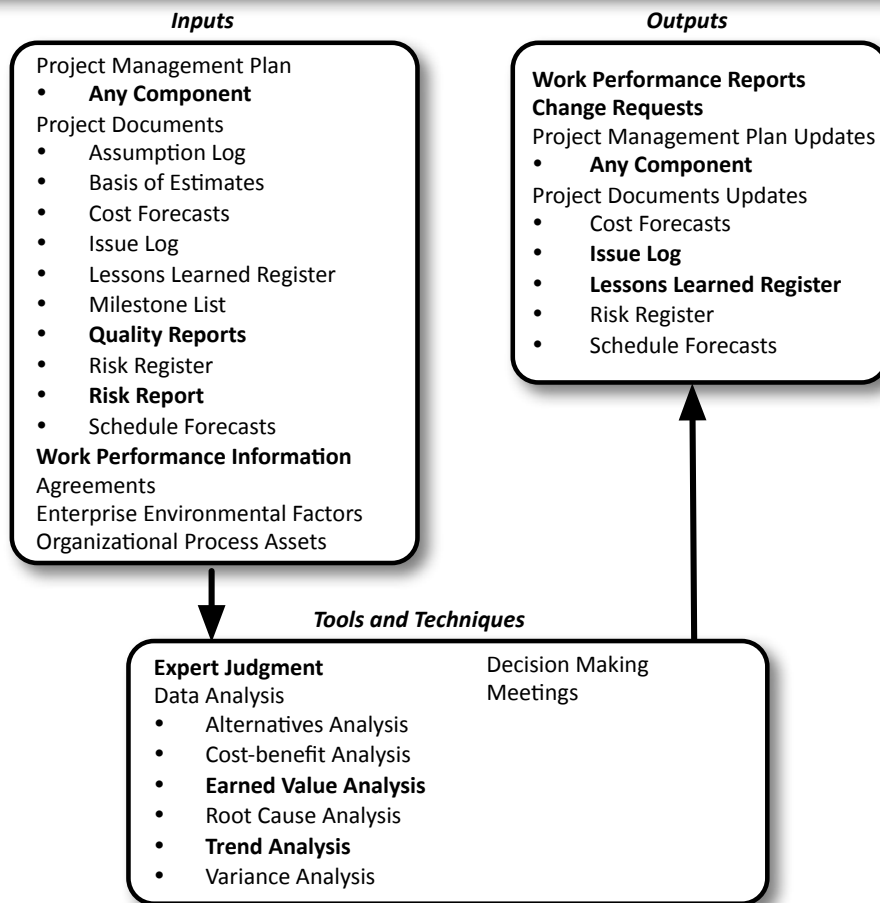 Inputs
Project Management Plan
• Any Component
Project Documents
• Assumption Log
• Basis of Estimates
• Cost Forecasts
• Issue Log
• Lessons Learned Register
• Milestone List
• Quality Reports
• Risk Register
• Risk Report
• Schedule Forecasts
Work Performance Information
Agreements
Enterprise Environmental Factors
Organizational Process Assets
Outputs
Work Performance Reports
Change Requests
Project Management Plan Updates
• Any Component
Project Documents Updates
• Cost Forecasts
• Issue Log
• Lessons Learned Register
• Risk Register
• Schedule Forecasts
Tools and Techniques
Expert Judgment
Data Analysis
• Alternatives Analysis
• Cost-benefit Analysis
• Earned Value Analysis
• Root Cause Analysis
• Trend Analysis
• Variance Analysis
Decision Making
Meetings